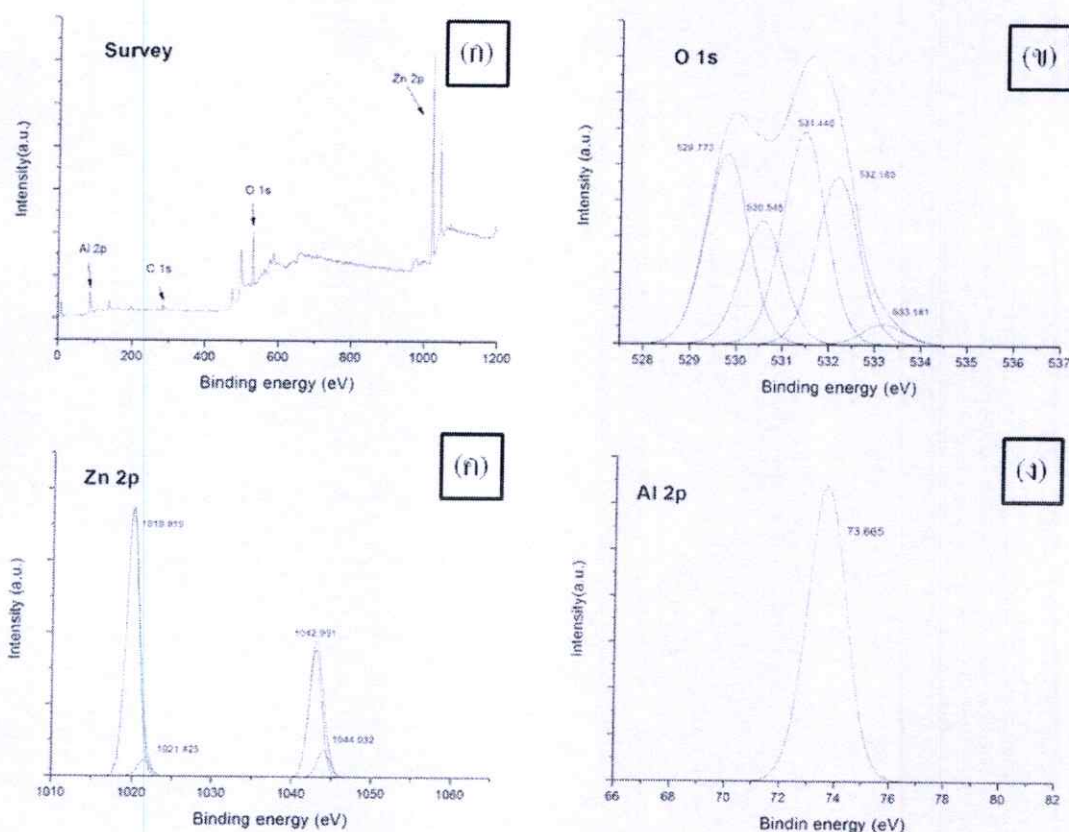 Survey
(ก)
Zn 2p
O 1s
Al 2p
C 1s
Intensity(a.u.)
0 200 400 600 800 1000 1200
Binding energy (eV)
O 1s
(ข)
531.440
529.773
532.185
530.545
533.181
Intensity (a.u.)
528 529 530 531 532 533 534 535 536 537
Binding energy (eV)
Zn 2p
(ค)
1019.919
1042.991
1021.425
1044.032
Intensity (a.u.)
1010 1020 1030 1040 1050 1060
Binding energy (eV)
Al 2p
(ง)
73.665
Intensity(a.u.)
66 68 70 72 74 76 78 80 82
Bindin energy (eV)